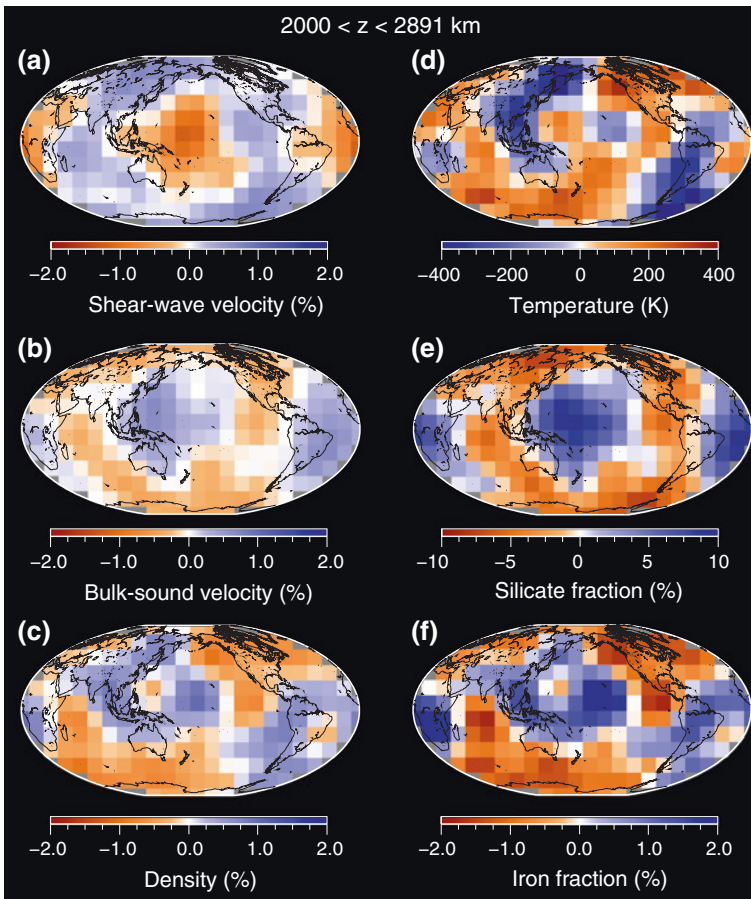 2000 < z < 2891 km
(a)
−2.0 −1.0 0.0 1.0 2.0
Shear-wave velocity (%)
(b)
−2.0 −1.0 0.0 1.0 2.0
Bulk-sound velocity (%)
(c)
−2.0 −1.0 0.0 1.0 2.0
Density (%)
(d)
−400 −200 0 200 400
Temperature (K)
(e)
−10 −5 0 5 10
Silicate fraction (%)
(f)
−2.0 −1.0 0.0 1.0 2.0
Iron fraction (%)